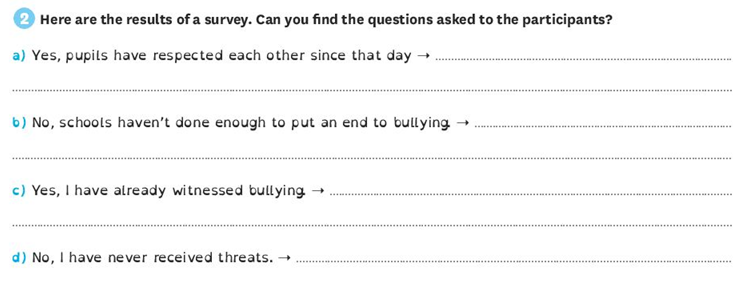 2 Here are the results of a survey. Can you find the questions asked to the participants?
a) Yes, pupils have respected each other since that day →
b) No, schools haven't done enough to put an end to bullying. →
c) Yes, I have already witnessed bullying. →
d) No, I have never received threats. →